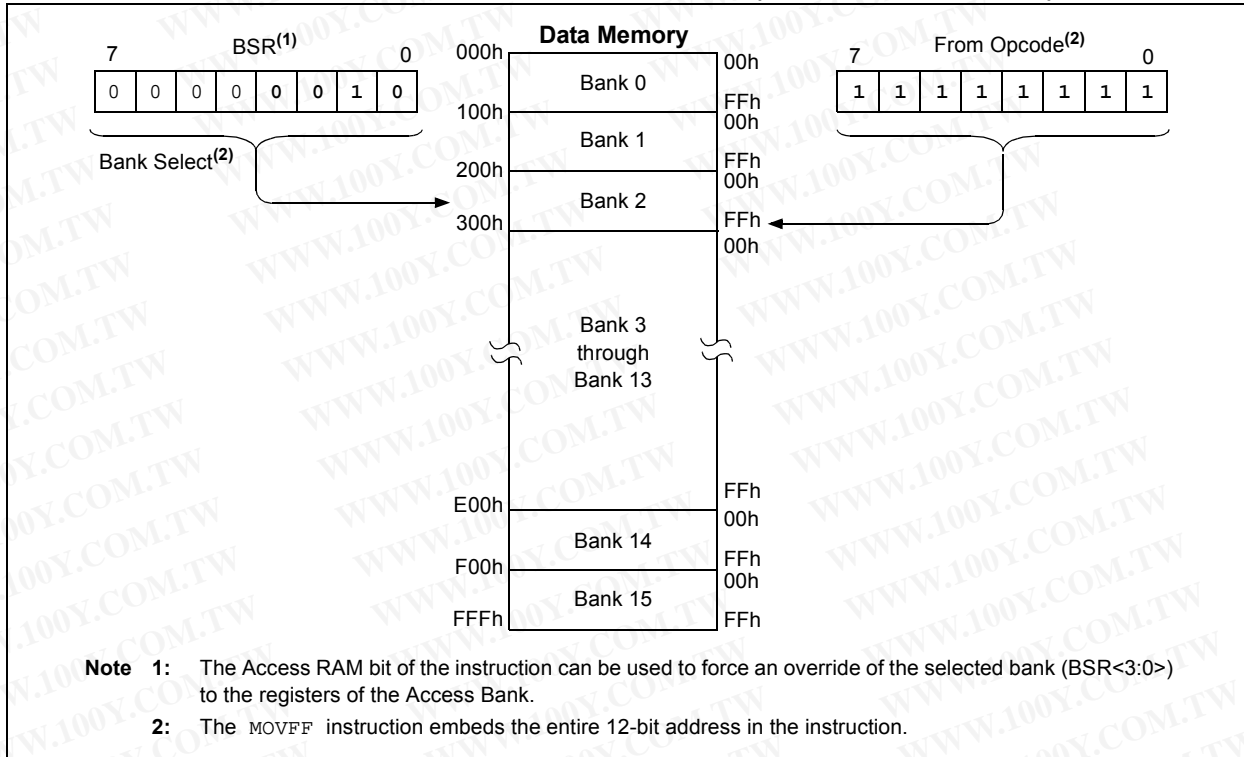 Data Memory
7 BSR(1) 0
0 0 0 0 0 0 1 0
Bank Select(2)
000h
100h
200h
300h
E00h
F00h
FFFh
Bank 0
Bank 1
Bank 2
Bank 3
through
Bank 13
Bank 14
Bank 15
00h
FFh
00h
FFh
00h
FFh
00h
FFh
00h
FFh
00h
FFh
7 From Opcode(2) 0
1 1 1 1 1 1 1 1
Note 1: The Access RAM bit of the instruction can be used to force an override of the selected bank (BSR<3:0>)
to the registers of the Access Bank.
2: The MOVFF instruction embeds the entire 12-bit address in the instruction.
WWW.100Y.COM.TW